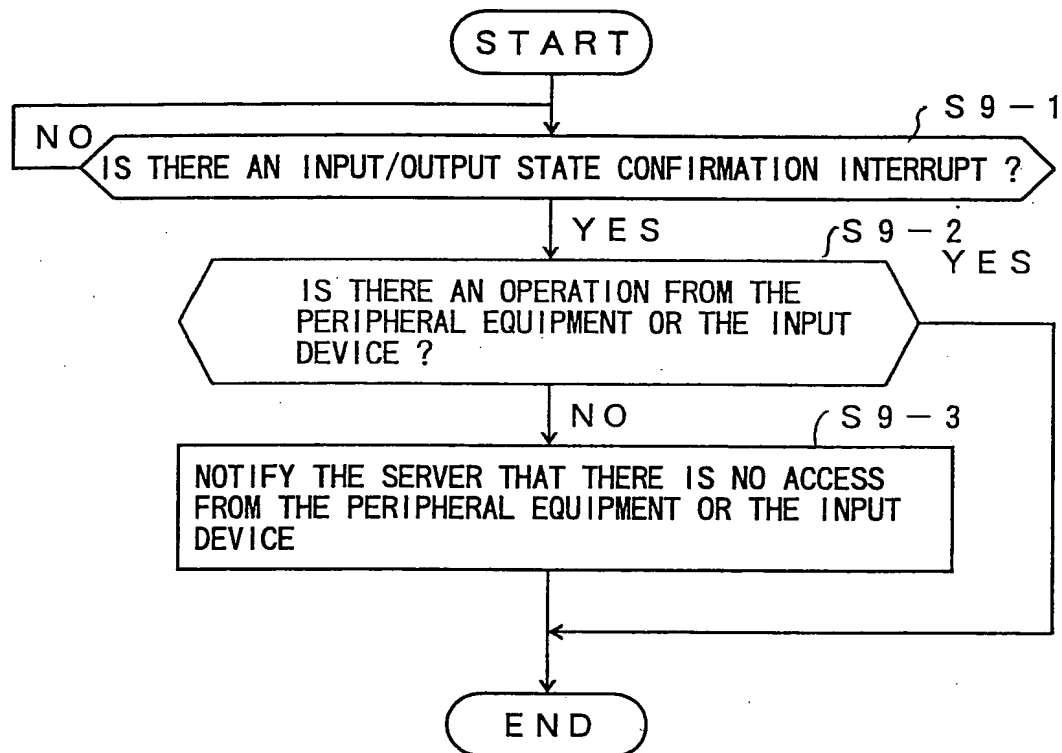 START
S9-1
NO
IS THERE AN INPUT/OUTPUT STATE CONFIRMATION INTERRUPT ?
YES
S9-2
YES
IS THERE AN OPERATION FROM THE
PERIPHERAL EQUIPMENT OR THE INPUT
DEVICE ?
NO
S9-3
NOTIFY THE SERVER THAT THERE IS NO ACCESS
FROM THE PERIPHERAL EQUIPMENT OR THE INPUT
DEVICE
END